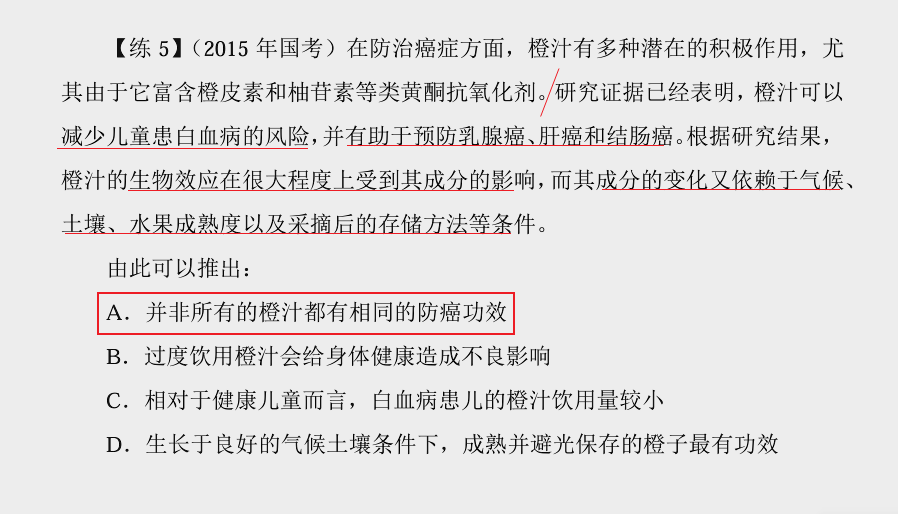 【练 5】（2015 年国考）在防治癌症方面，橙汁有多种潜在的积极作用，尤
其由于它富含橙皮素和柚苷素等类黄酮抗氧化剂。研究证据已经表明，橙汁可以
减少儿童患白血病的风险，并有助于预防乳腺癌、肝癌和结肠癌。根据研究结果，
橙汁的生物效应在很大程度上受到其成分的影响，而其成分的变化又依赖于气候、
土壤、水果成熟度以及采摘后的存储方法等条件。
由此可以推出：
A．并非所有的橙汁都有相同的防癌功效
B．过度饮用橙汁会给身体健康造成不良影响
C．相对于健康儿童而言，白血病患儿的橙汁饮用量较小
D．生长于良好的气候土壤条件下，成熟并避光保存的橙子最有功效